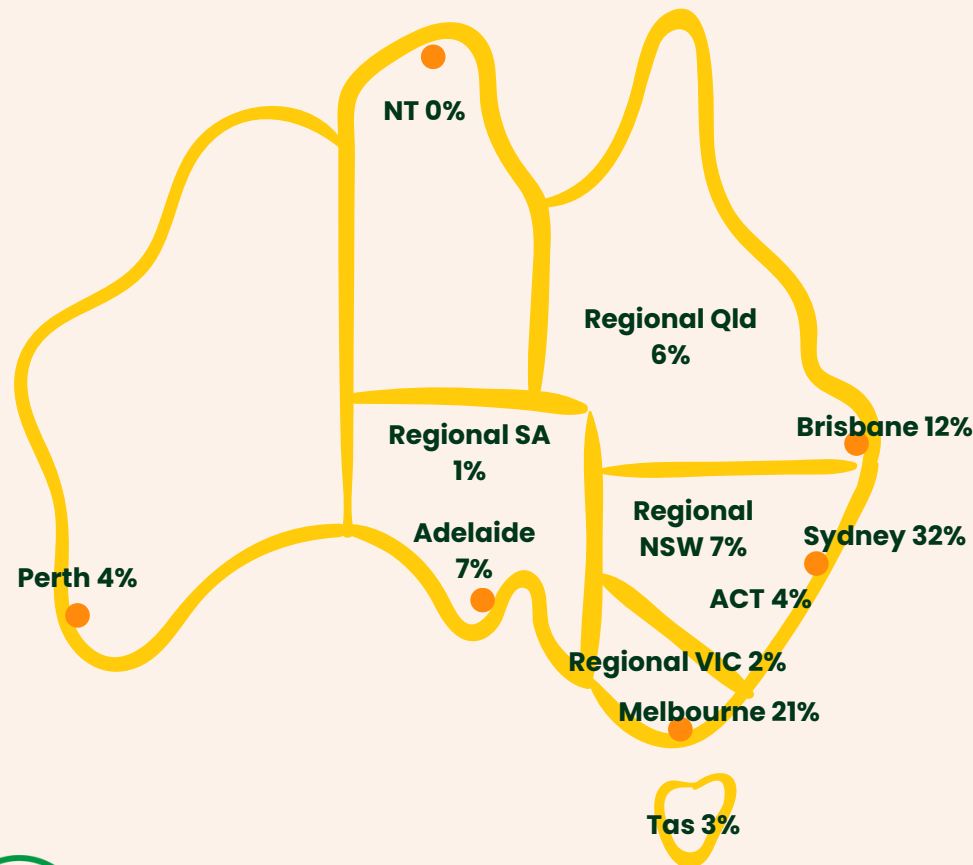 NT 0%
Regional Qld
6%
Brisbane 12%
Regional SA
1%
Regional
NSW 7%
Adelaide
7%
Sydney 32%
Perth 4%
ACT 4%
Regional VIC 2%
Melbourne 21%
Tas 3%